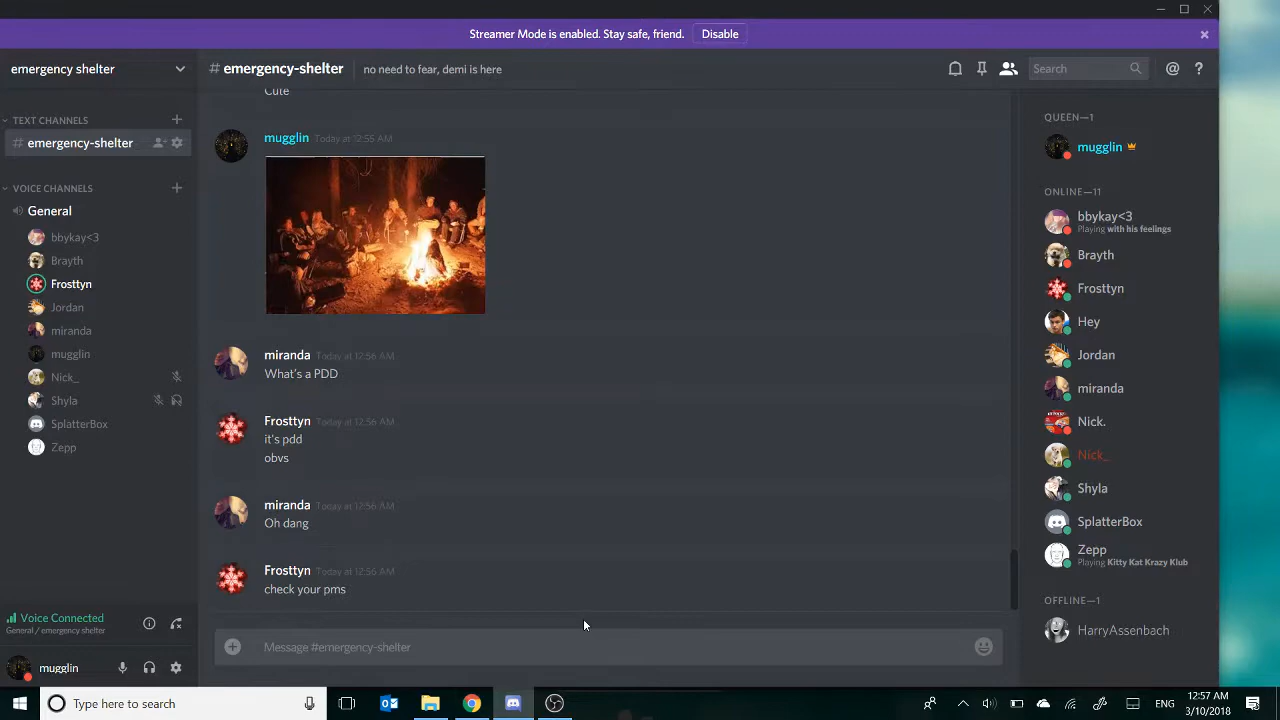 Streamer Mode is enabled. Stay safe, friend. Disable
emergency shelter
# emergency-shelter no need to fear, demi is here
Search
TEXT CHANNELS
# emergency-shelter
VOICE CHANNELS
General
bbykay<3
Brayth
Frosttyn
Jordan
miranda
mugglin
Nick_
Shyla
SplatterBox
Zepp
Voice Connected
General / emergency shelter
mugglin
Cute
mugglin Today at 12:55 AM
miranda Today at 12:56 AM
What's a PDD
Frosttyn Today at 12:56 AM
it's pdd
obvs
miranda Today at 12:56 AM
Oh dang
Frosttyn Today at 12:56 AM
check your pms
Message #emergency-shelter
QUEEN—1
mugglin
ONLINE—11
bbykay<3
Playing with his feelings
Brayth
Frosttyn
Hey
Jordan
miranda
Nick.
Nick_
Shyla
SplatterBox
Zepp
Playing Kitty Kat Krazy Klub
OFFLINE—1
HarryAssenbach
Type here to search
ENG
12:57 AM
3/10/2018